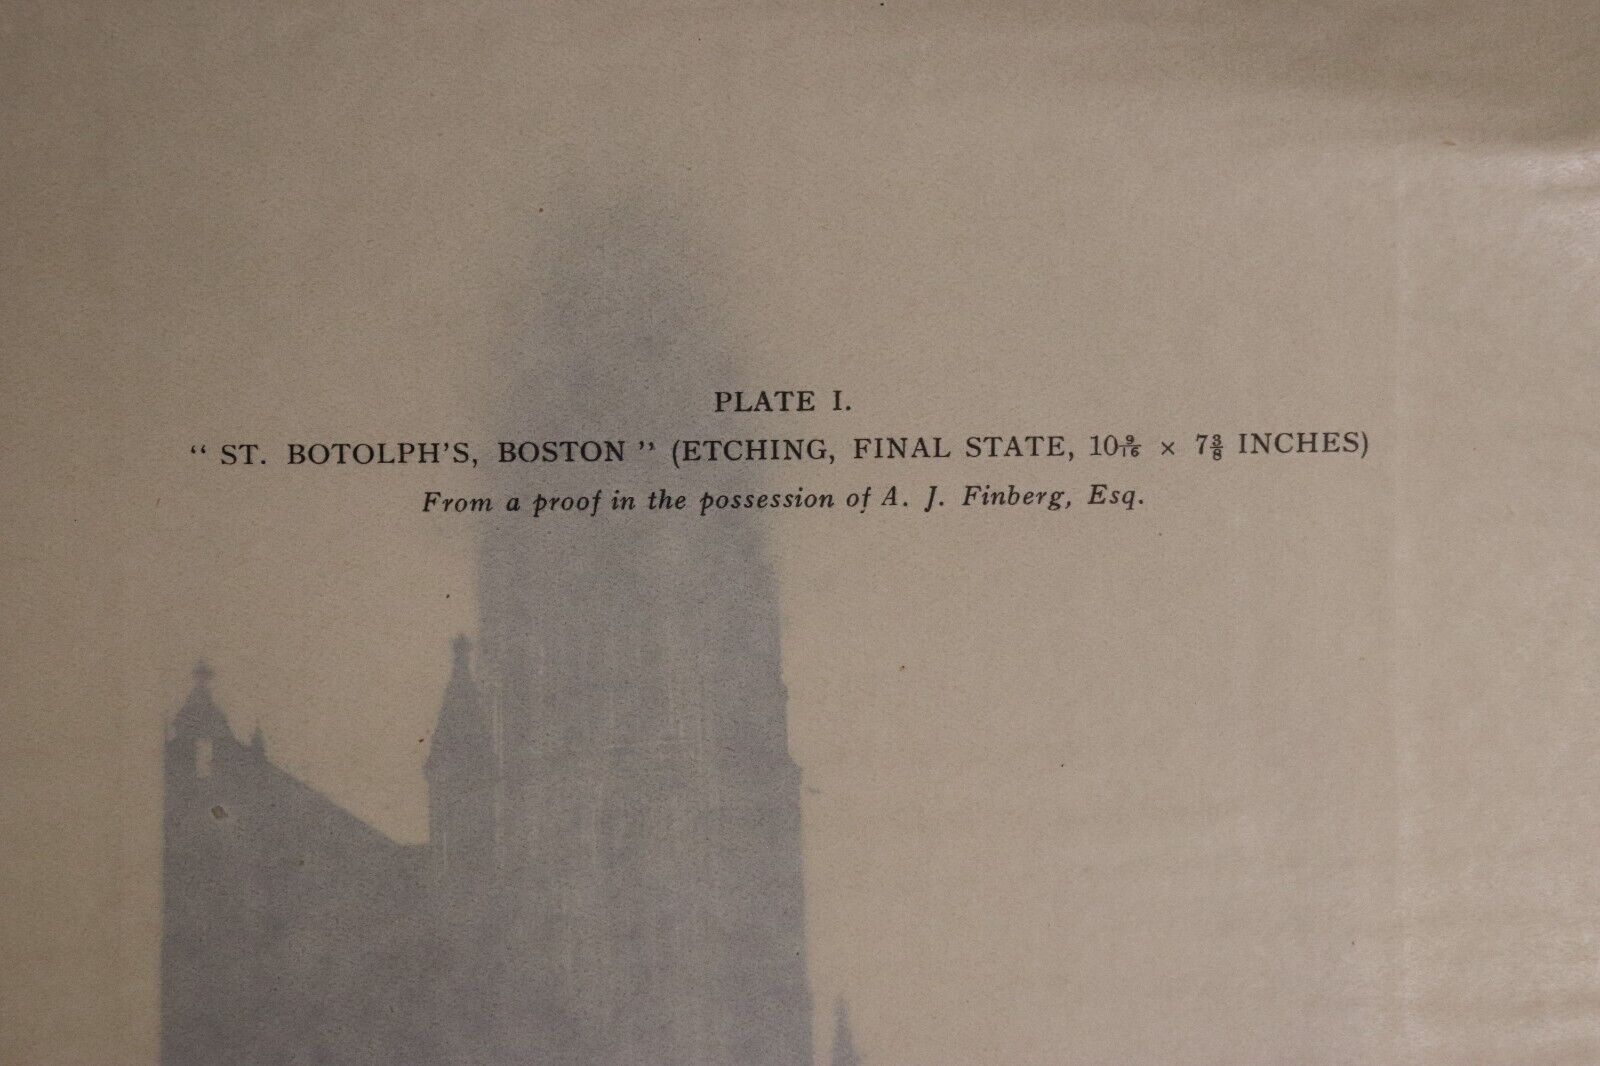 PLATE I.
“ ST. BOTOLPH'S, BOSTON ” (ETCHING, FINAL STATE, 10 9/16 × 7 3/8 INCHES)
From a proof in the possession of A. J. Finberg, Esq.